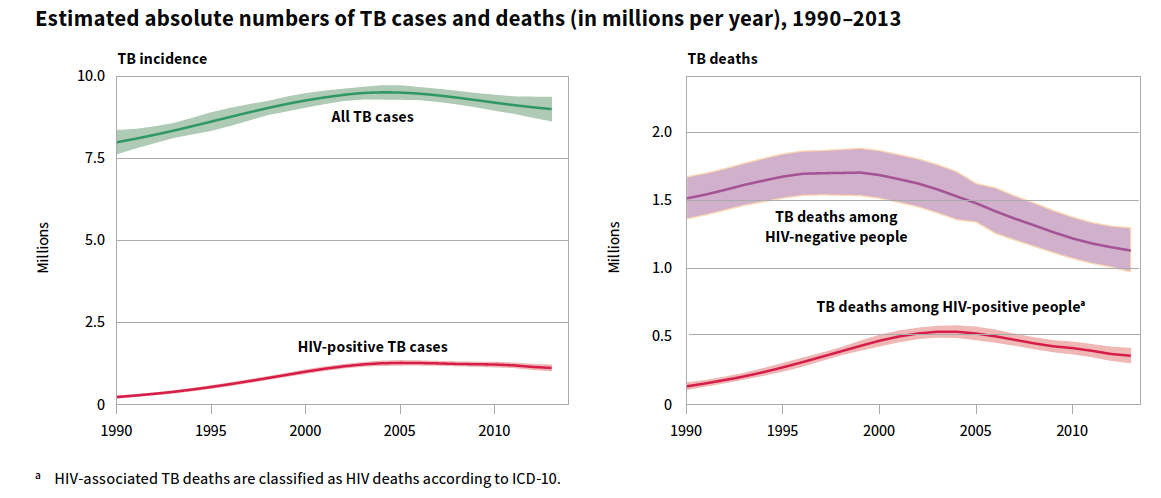 Estimated absolute numbers of TB cases and deaths (in millions per year), 1990–2013
TB incidence
10.0
7.5
5.0
2.5
0
Millions
All TB cases
HIV-positive TB cases
1990 1995 2000 2005 2010
TB deaths
2.0
1.5
1.0
0.5
0
Millions
TB deaths among
HIV-negative people
TB deaths among HIV-positive peopleᵃ
1990 1995 2000 2005 2010
ᵃ HIV-associated TB deaths are classified as HIV deaths according to ICD-10.